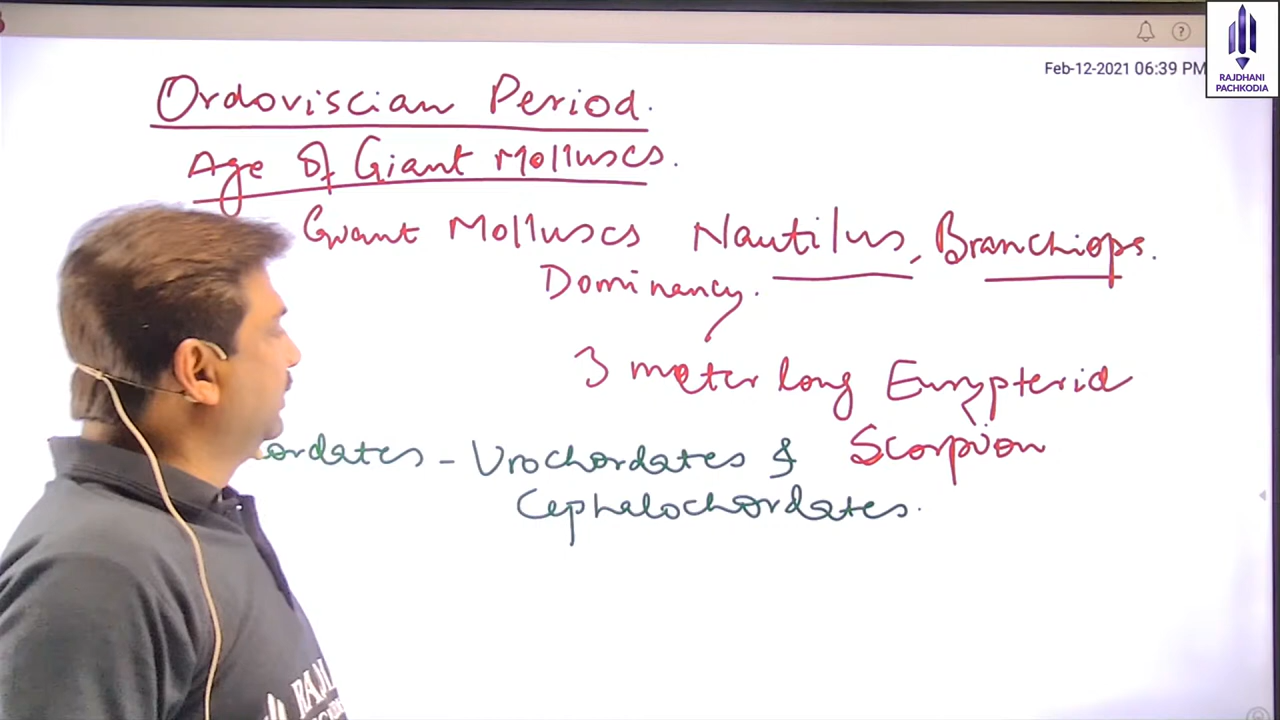 Feb-12-2021 06:39 PM
RAJDHANI
PACHKODIA
Ordoviscian Period.
Age of Giant Molluscs.
Giant Molluscs Nautilus, Branchiops.
Dominancy.
3 meter long Eurypterid
Scorpion
ordates - Urochordates &
Cephalochordates.